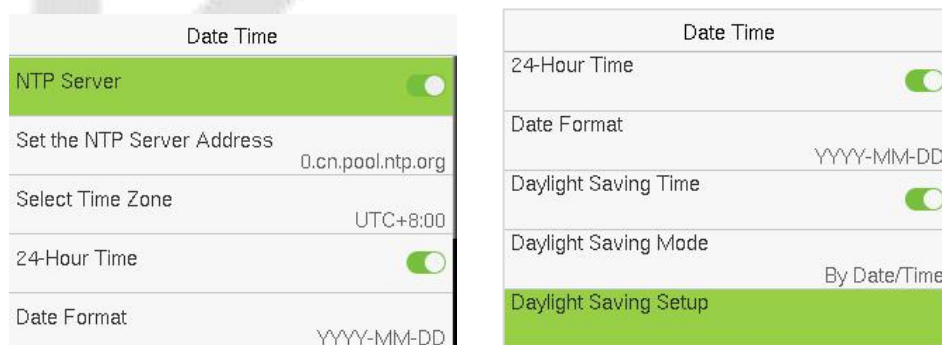 Date Time
NTP Server
Set the NTP Server Address
0.cn.pool.ntp.org
Select Time Zone
UTC+8:00
24-Hour Time
Date Format
YYYY-MM-DD
Date Time
24-Hour Time
Date Format
YYYY-MM-DD
Daylight Saving Time
Daylight Saving Mode
By Date/Time
Daylight Saving Setup